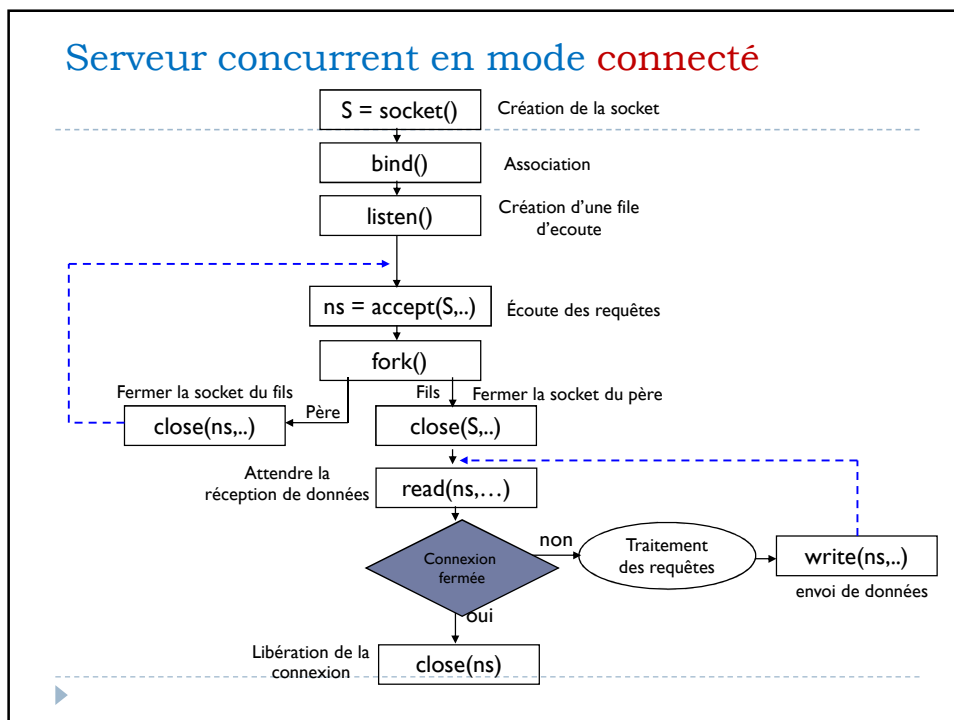 Serveur concurrent en mode connecté
S = socket()
Création de la socket
bind()
Association
listen()
Création d'une file
d'ecoute
ns = accept(S,..)
Écoute des requêtes
fork()
Fermer la socket du fils
Père
Fils
Fermer la socket du père
close(ns,..)
close(S,..)
Attendre la
réception de données
read(ns,…)
Connexion
fermée
non
Traitement
des requêtes
write(ns,..)
envoi de données
oui
Libération de la
connexion
close(ns)